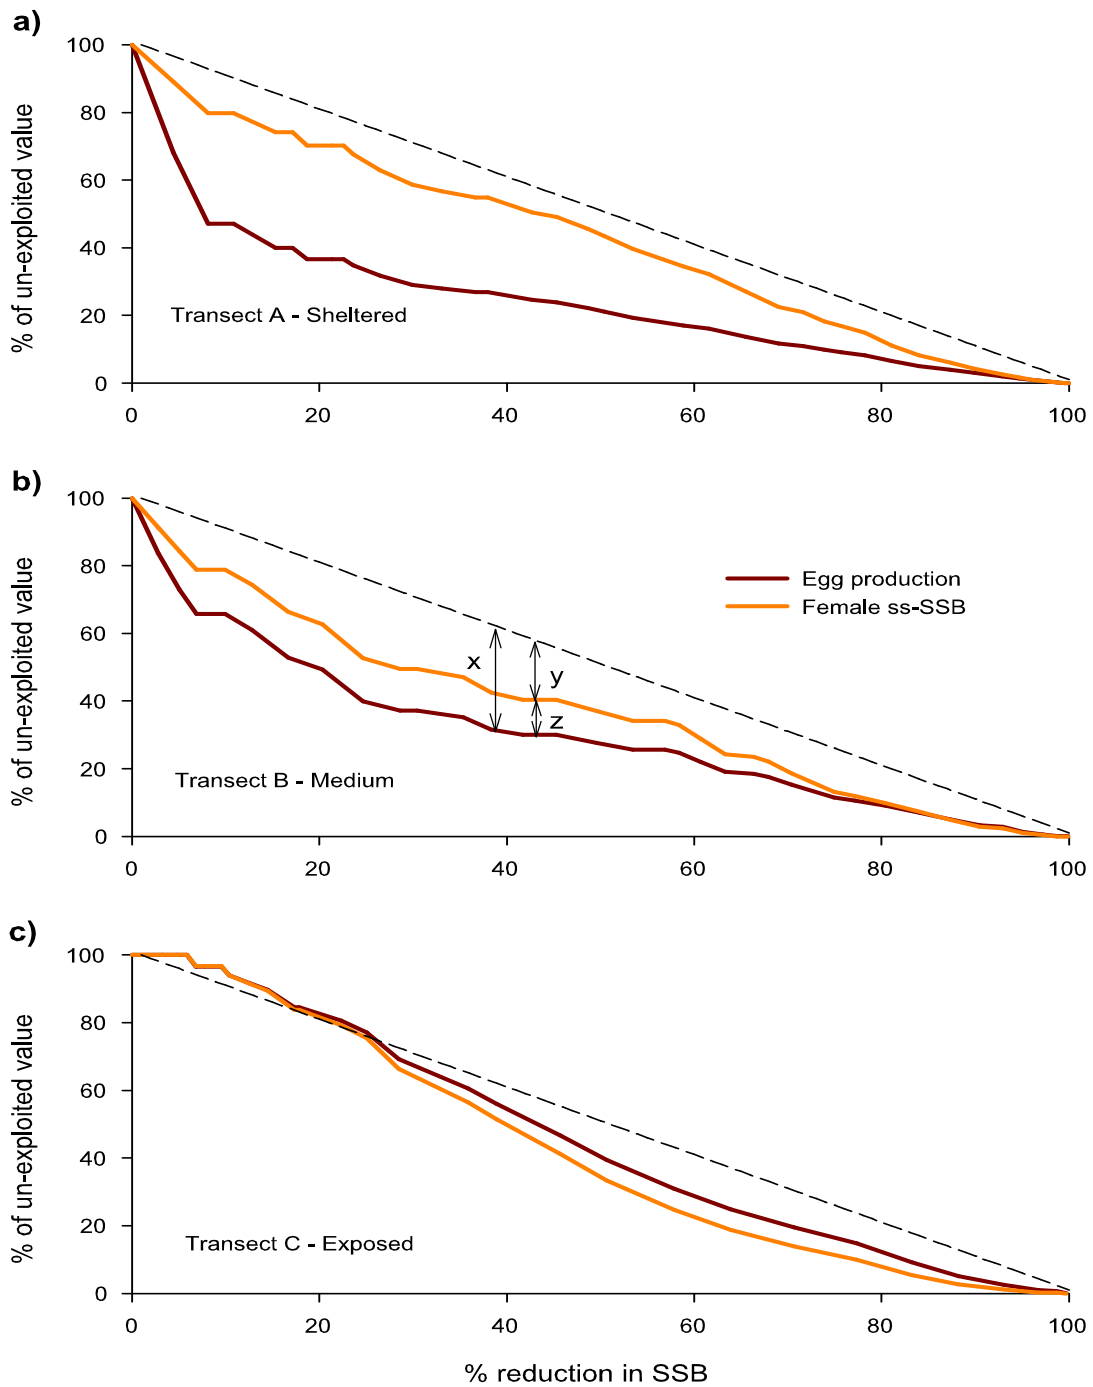 a)
% of un-exploited value
100
80
60
40
20
0
Transect A - Sheltered
0 20 40 60 80 100
b)
% of un-exploited value
100
80
60
40
20
0
Egg production
Female ss-SSB
x
y
z
Transect B - Medium
0 20 40 60 80 100
c)
% of un-exploited value
100
80
60
40
20
0
Transect C - Exposed
0 20 40 60 80 100
% reduction in SSB